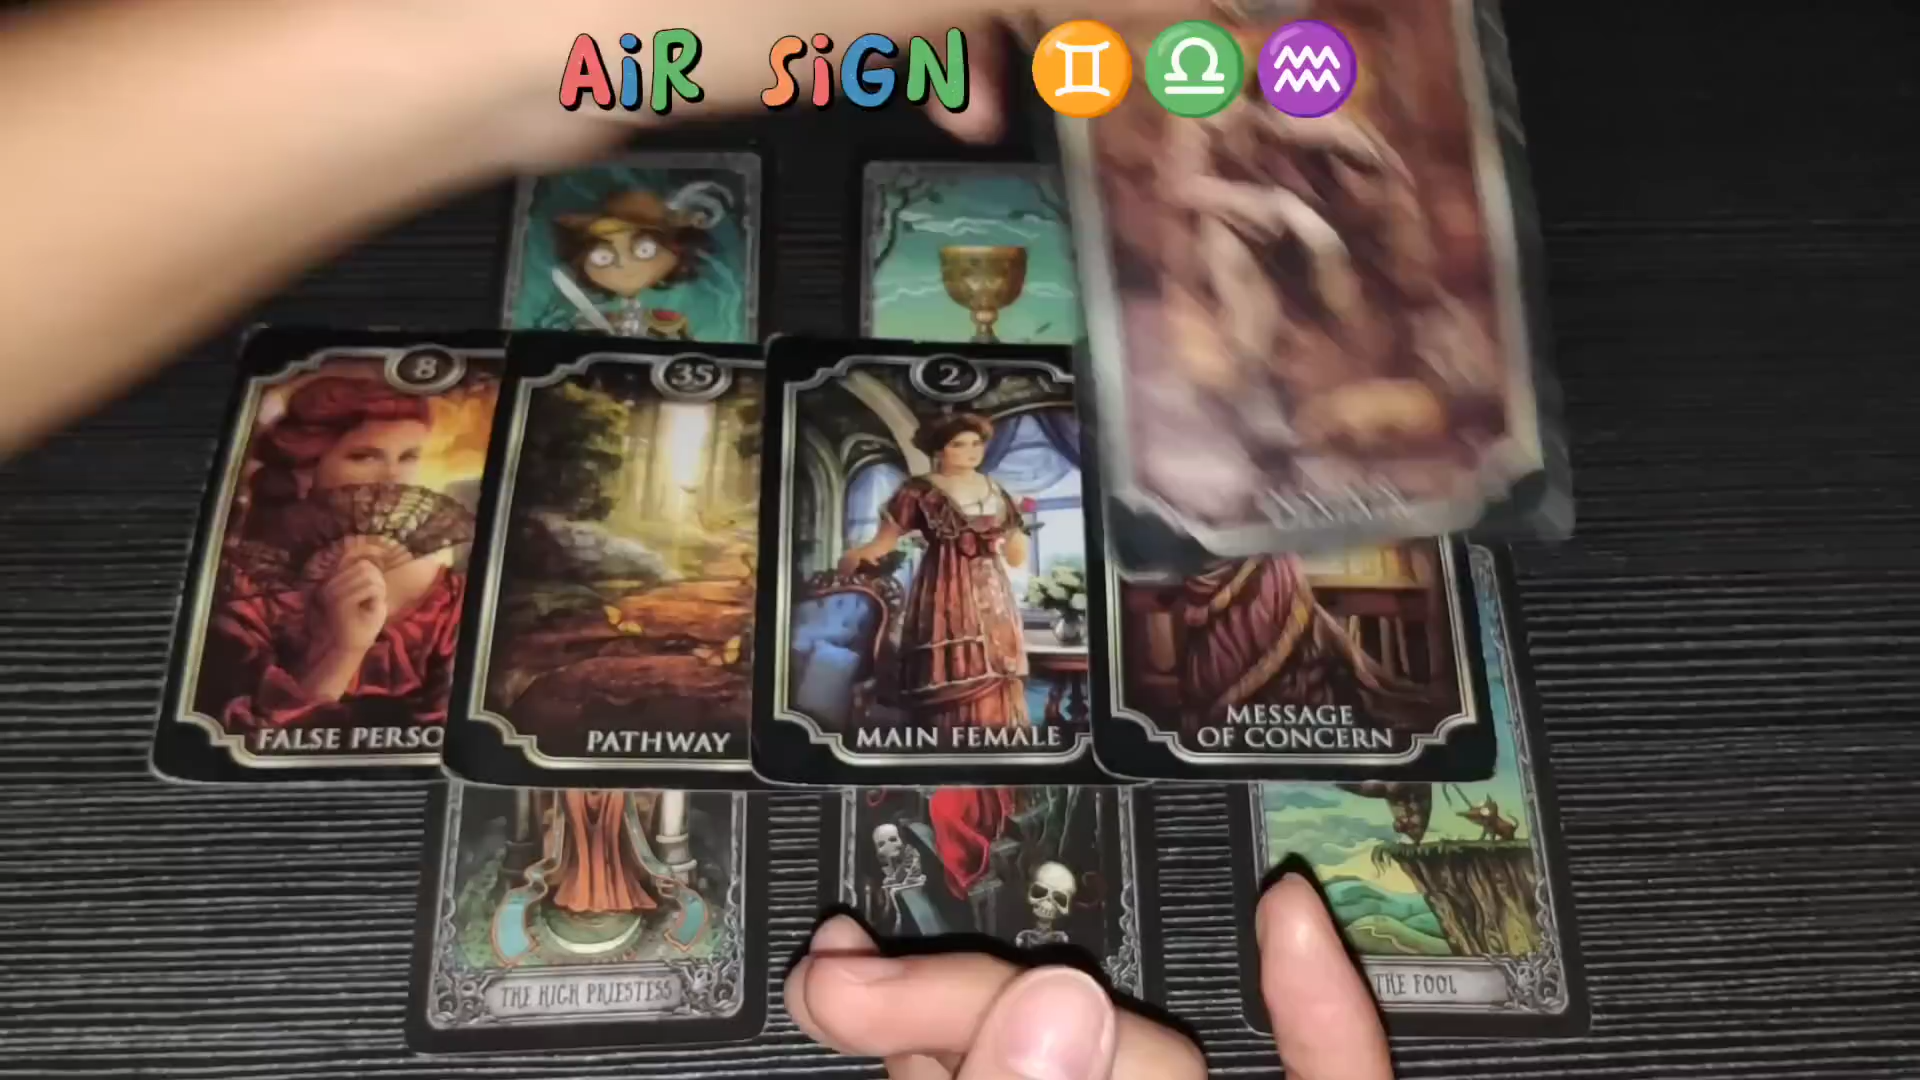 AiR SiGN
8
35
2
FALSE PERSO
PATHWAY
MAIN FEMALE
MESSAGE
OF CONCERN
THE HIGH PRIESTESS
THE FOOL